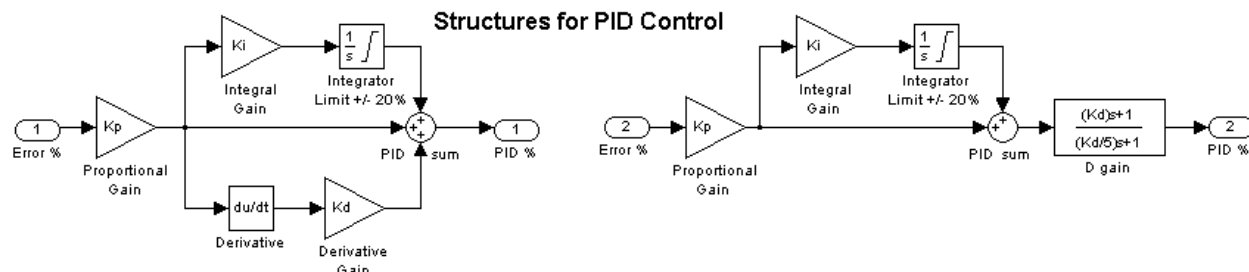 Structures for PID Control
Ki
Integral
Gain
1
s
Integrator
Limit +/- 20%
1
Error %
Kp
Proportional
Gain
+
+
+
PID sum
1
PID %
du/dt
Derivative
Kd
Derivative
Gain
Ki
Integral
Gain
1
s
Integrator
Limit +/- 20%
2
Error %
Kp
Proportional
Gain
+
+
PID sum
(Kd)s+1
(Kd/5)s+1
D gain
2
PID %